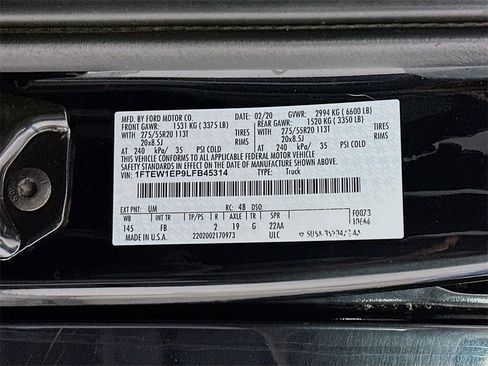 MFD. BY FORD MOTOR CO. DATE: 02/20 GVWR: 2994 KG ( 6600 LB)
FRONT GAWR: 1531 KG ( 3375 LB) REAR GAWR: 1520 KG ( 3350 LB)
275/55R20 113T TIRES 275/55R20 113T TIRES
20x8.5J RIMS 20x8.5J RIMS
AT 240 kPa/ 35 PSI COLD AT 240 kPa/ 35 PSI COLD
THIS VEHICLE CONFORMS TO ALL APPLICABLE FEDERAL MOTOR VEHICLE
SAFETY STANDARDS IN EFFECT ON THE DATE OF MANUFACTURE SHOWN ABOVE.
VIN: 1FTEW1EP9LFB45314 TYPE: Truck
EXT PNT: UM RC: 48 DSO: F0073
WB INT TR TP/PS R AXLE TR SPR
145 FB 2 19 G 22AA
MADE IN U.S.A. 2202002170973 ULC